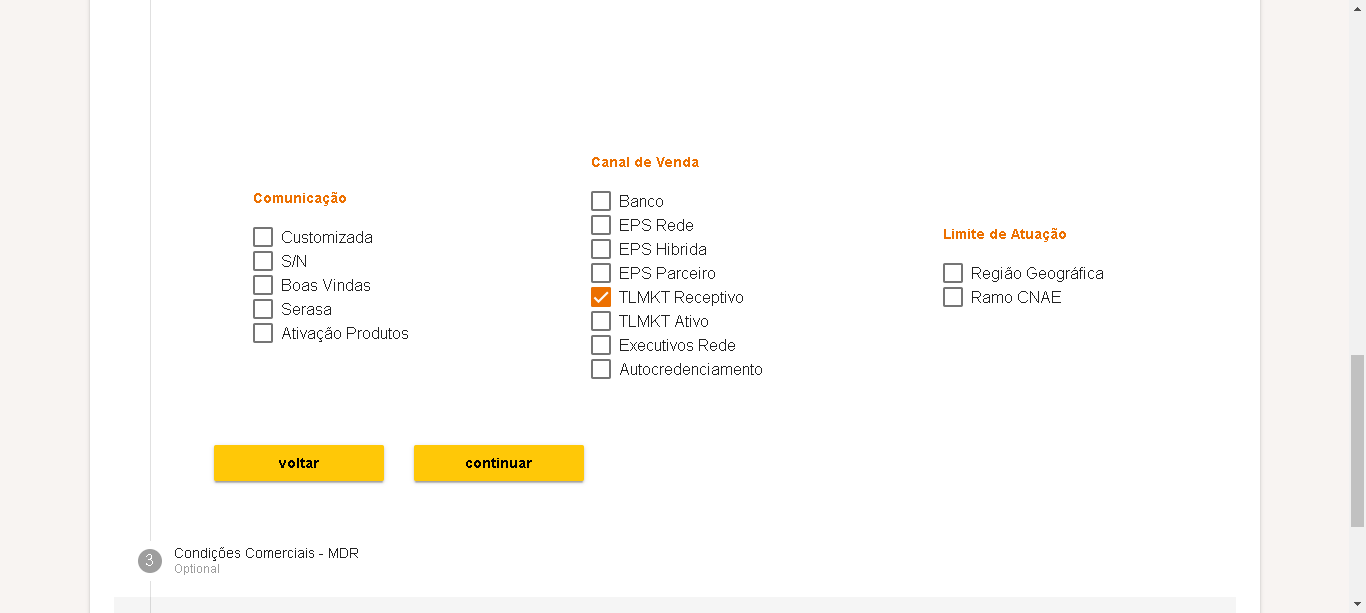 Comunicação
Customizada
S/N
Boas Vindas
Serasa
Ativação Produtos
Canal de Venda
Banco
EPS Rede
EPS Hibrida
EPS Parceiro
TLMKT Receptivo
TLMKT Ativo
Executivos Rede
Autocredenciamento
Limite de Atuação
Região Geográfica
Ramo CNAE
voltar
continuar
3
Condições Comerciais - MDR
Optional